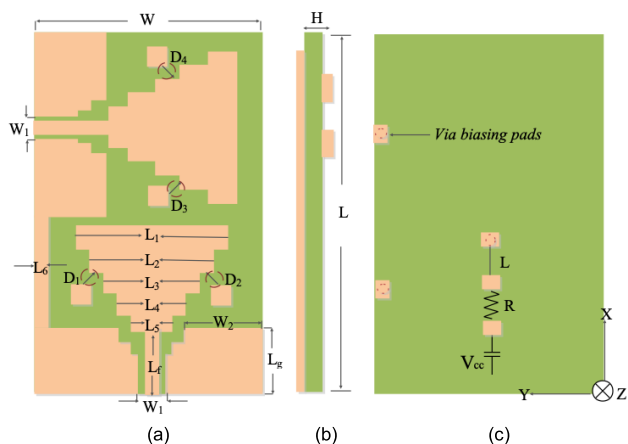 W
H
D4
W1
D3
L1
L2
L6
D1
D2
L3
L4
L5
W2
Lf
Lg
W1
L
Via biasing pads
L
R
Vcc
X
Y
Z
(a)
(b)
(c)